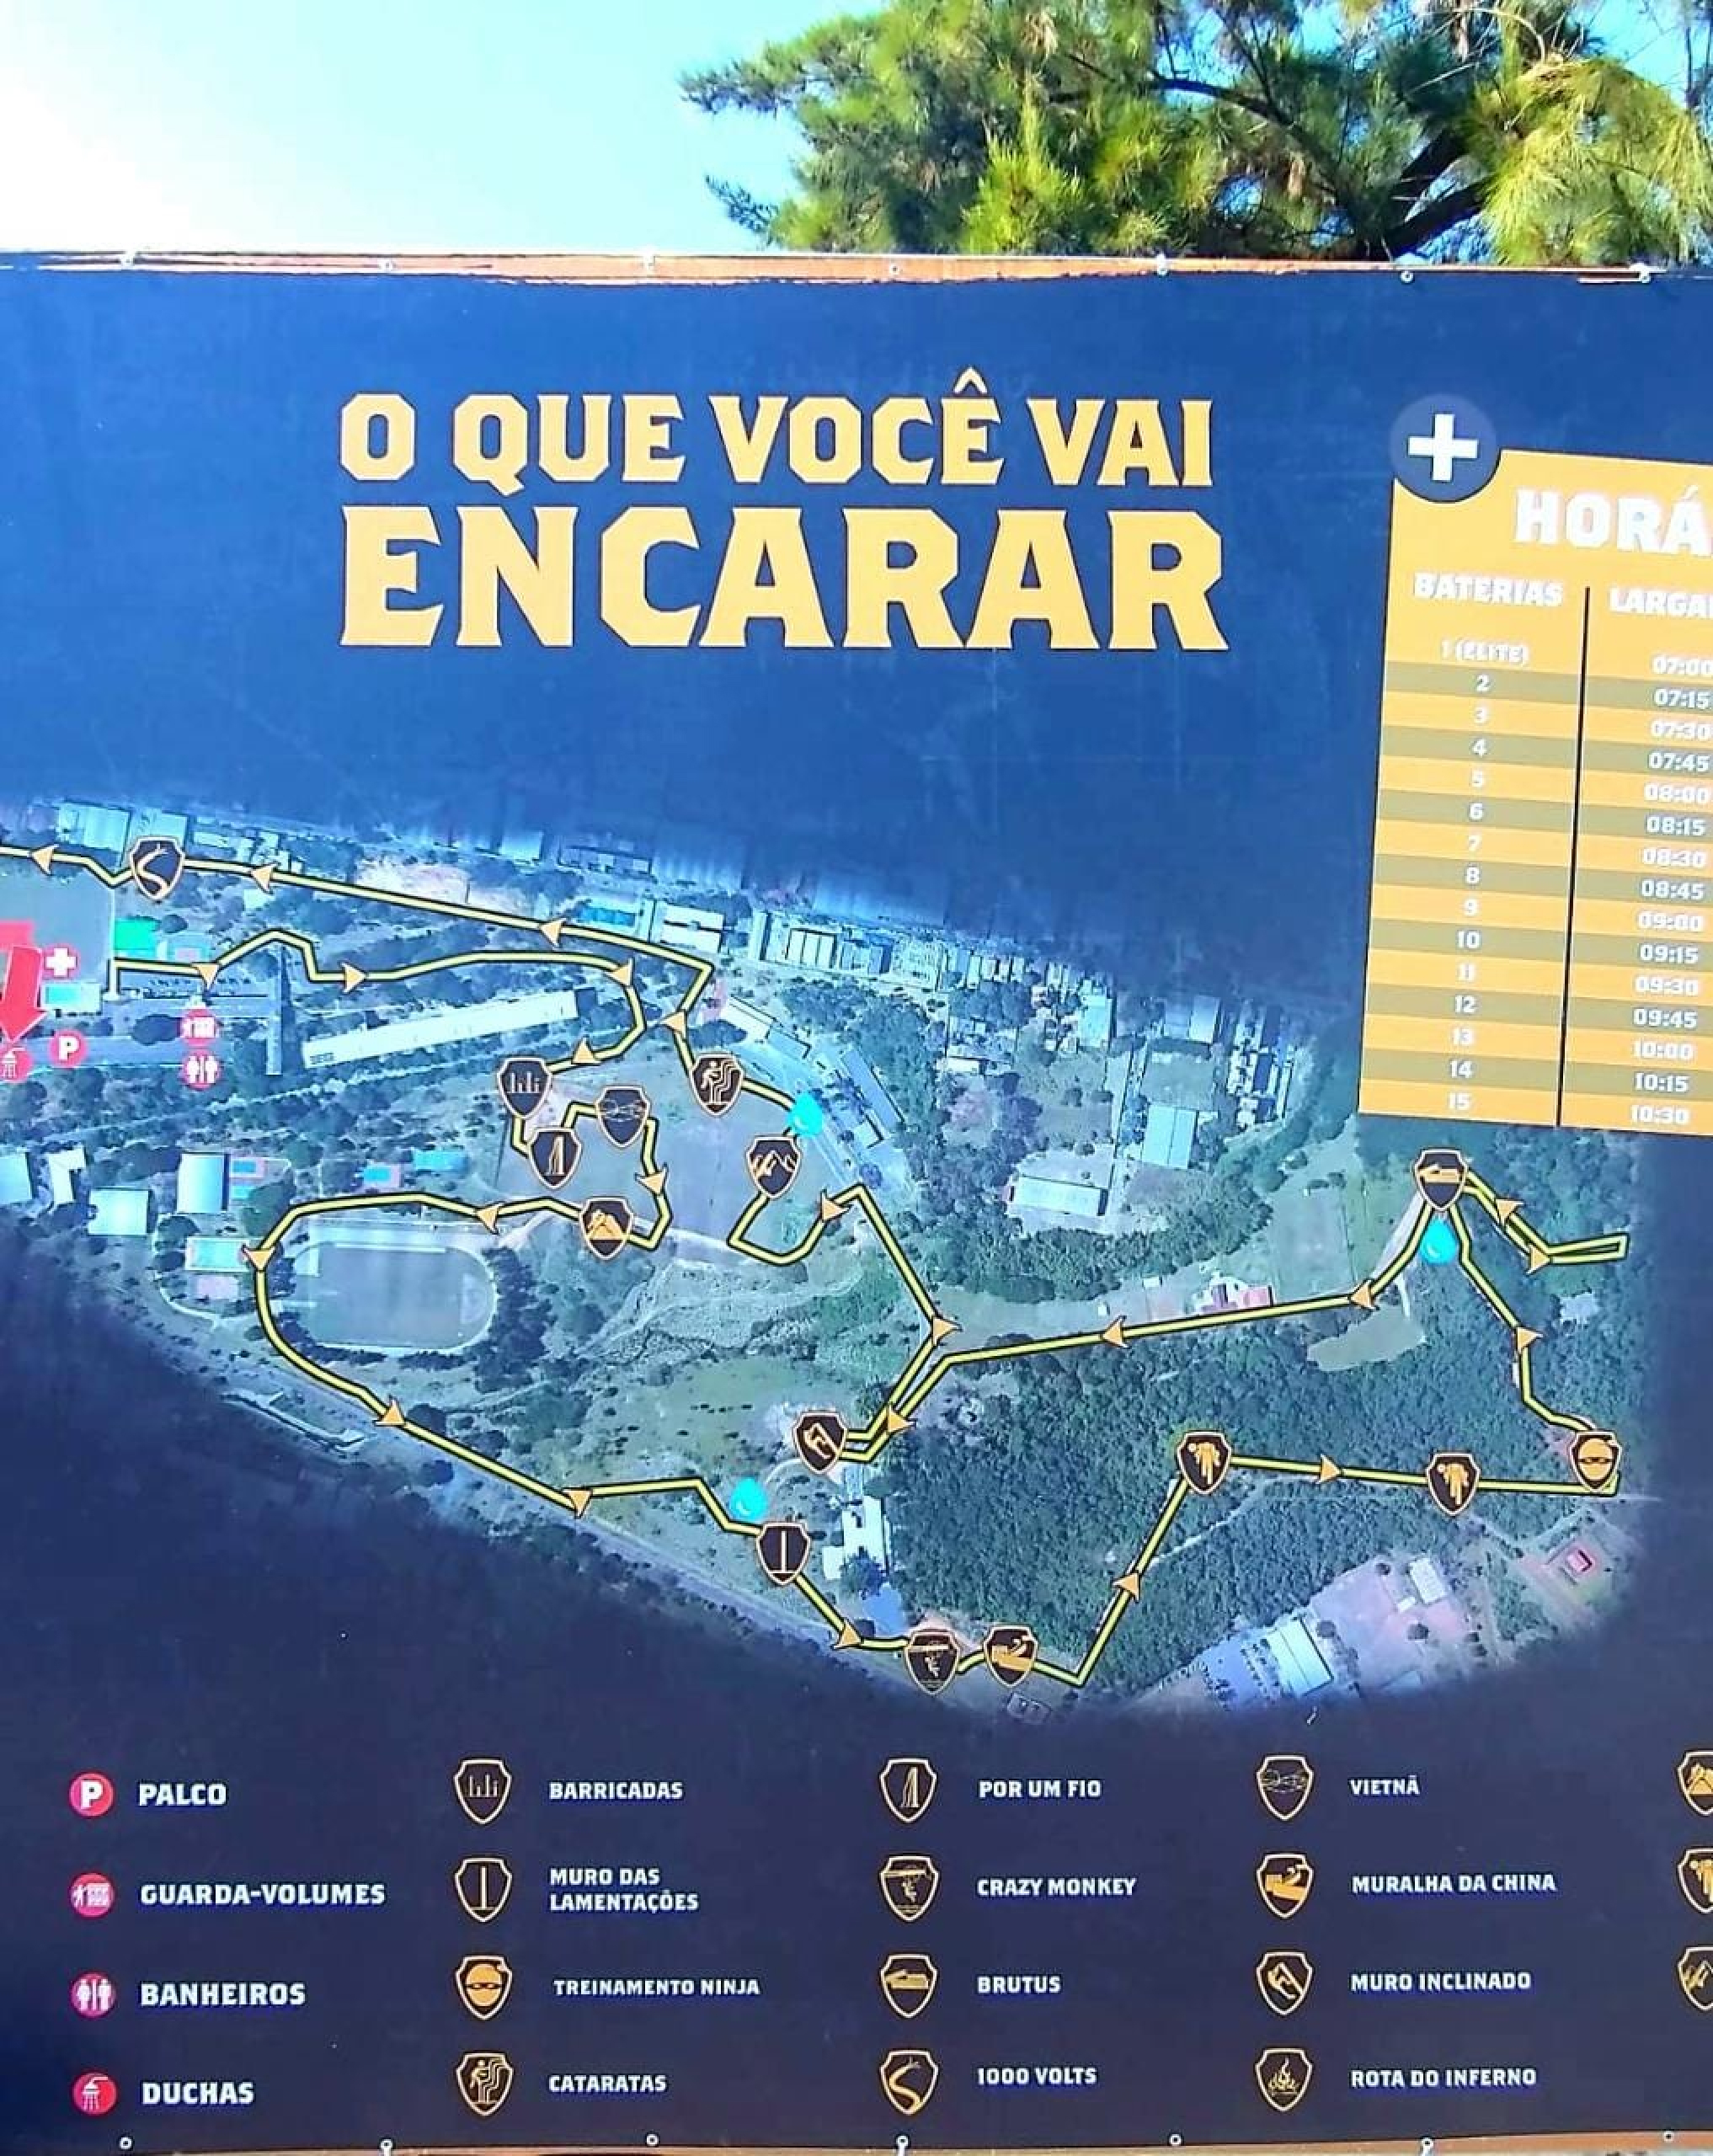 O QUE VOCÊ VAI
ENCARAR
HORÁ
BATERIAS LARGA
1 (ELITE) 07:00
2 07:15
3 07:30
4 07:45
5 08:00
6 08:15
7 08:30
8 08:45
9 09:00
10 09:15
11 09:30
12 09:45
13 10:00
14 10:15
15 10:30
P
P PALCO
GUARDA-VOLUMES
BANHEIROS
DUCHAS
BARRICADAS
MURO DAS
LAMENTAÇÕES
TREINAMENTO NINJA
CATARATAS
POR UM FIO
CRAZY MONKEY
BRUTUS
1000 VOLTS
VIETNÃ
MURALHA DA CHINA
MURO INCLINADO
ROTA DO INFERNO